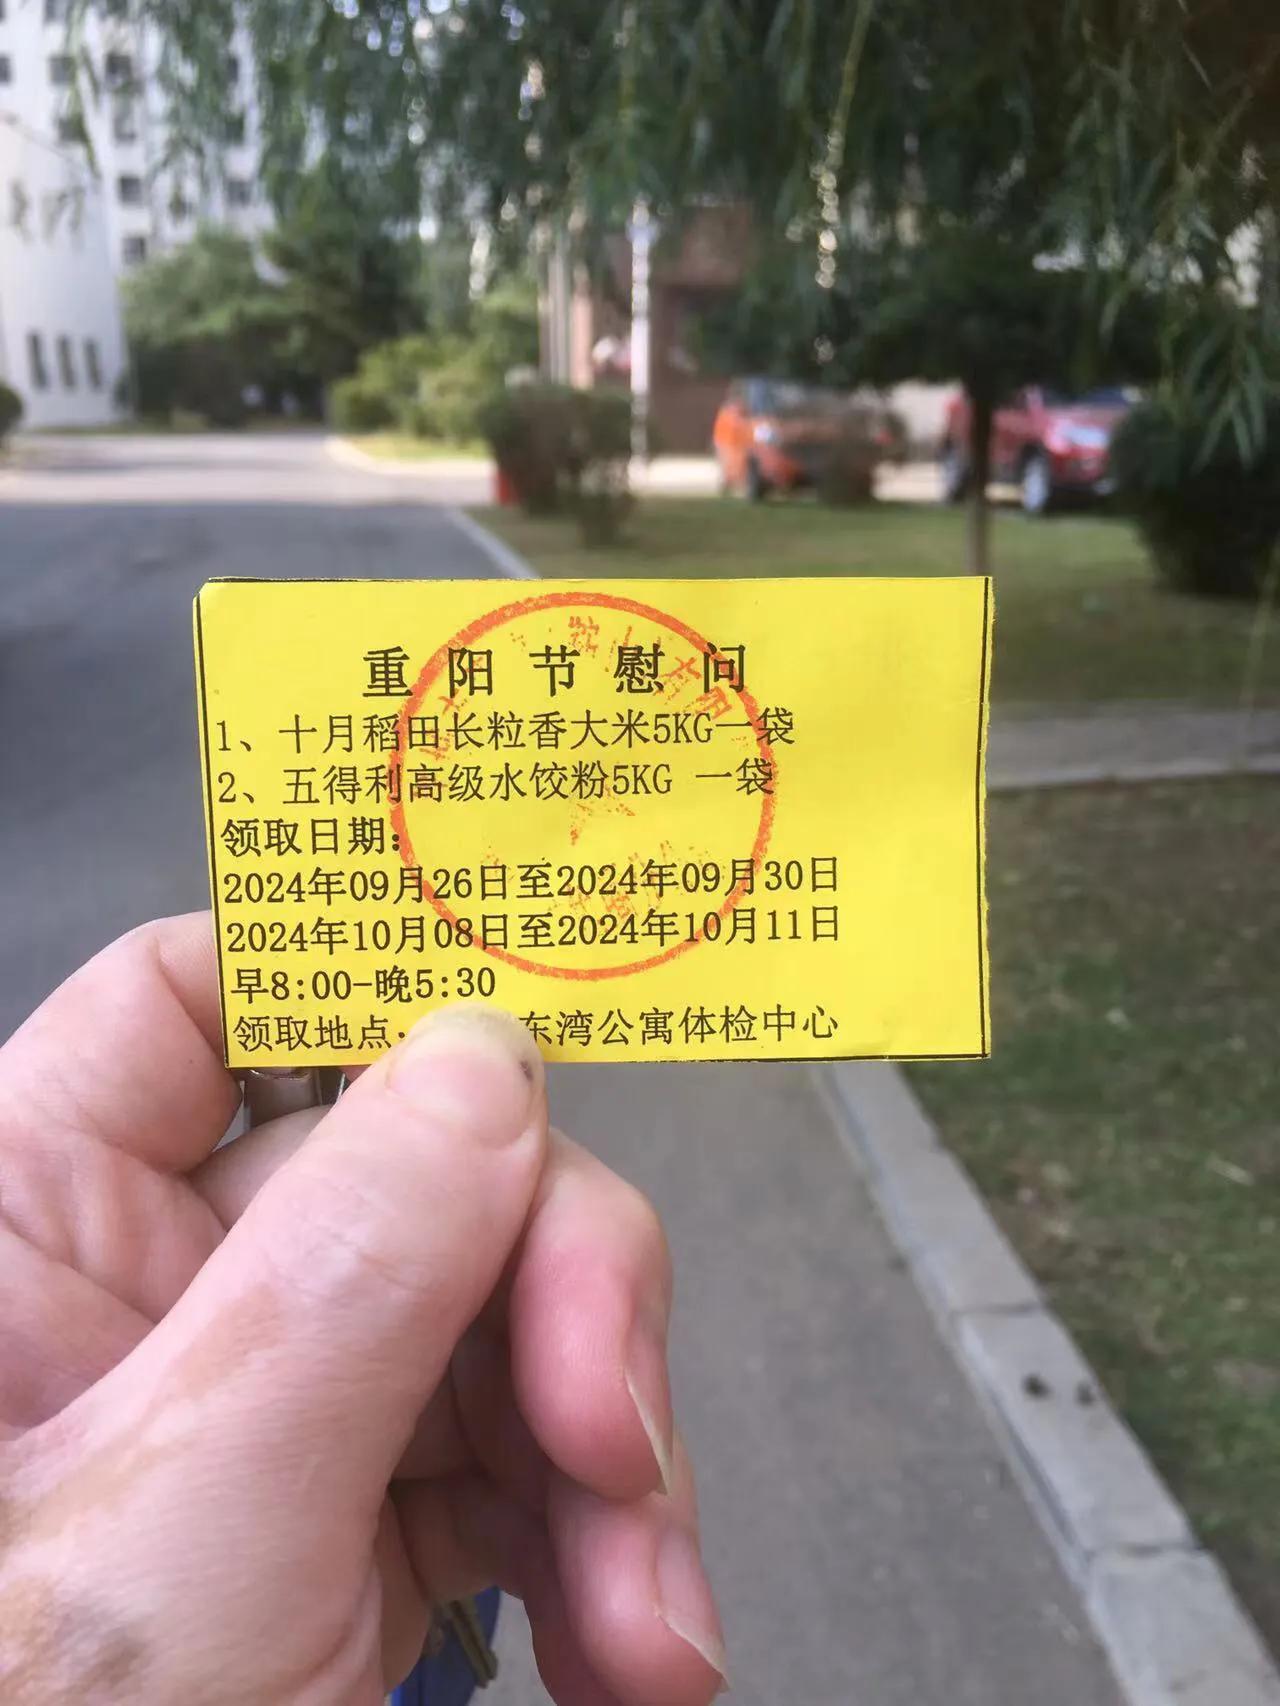 重阳节慰问
1、十月稻田长粒香大米5KG一袋
2、五得利高级水饺粉5KG 一袋
领取日期：
2024年09月26日至2024年09月30日
2024年10月08日至2024年10月11日
早8:00-晚5:30
领取地点：东湾公寓体检中心